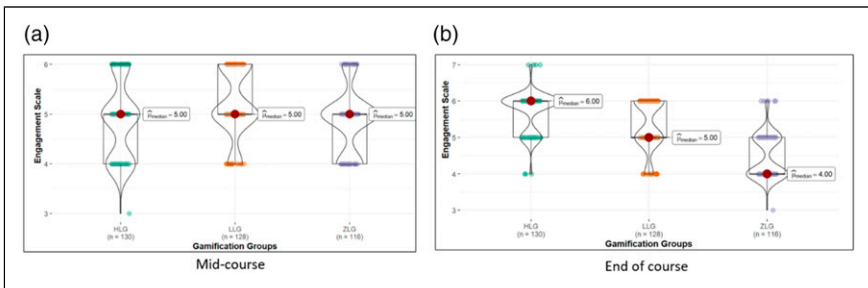 (a)
6
5
4
3
Engagement Scale
μ̂median = 5.00
μ̂median = 5.00
μ̂median = 5.00
HLG
(n = 130)
LLG
(n = 128)
ZLG
(n = 116)
Gamification Groups
Mid-course
(b)
7
6
5
4
3
Engagement Scale
μ̂median = 6.00
μ̂median = 5.00
μ̂median = 4.00
HLG
(n = 130)
LLG
(n = 128)
ZLG
(n = 116)
Gamification Groups
End of course